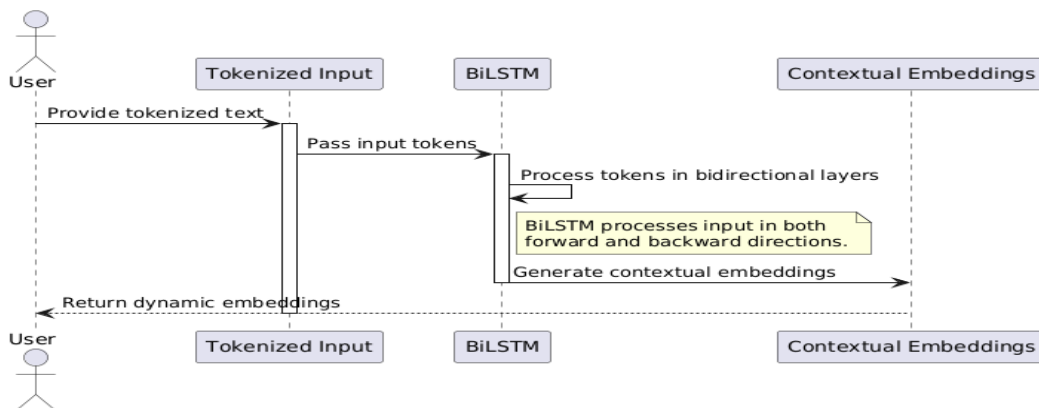 User
Tokenized Input
BiLSTM
Contextual Embeddings
Provide tokenized text
Pass input tokens
Process tokens in bidirectional layers
BiLSTM processes input in both
forward and backward directions.
Generate contextual embeddings
Return dynamic embeddings
User
Tokenized Input
BiLSTM
Contextual Embeddings